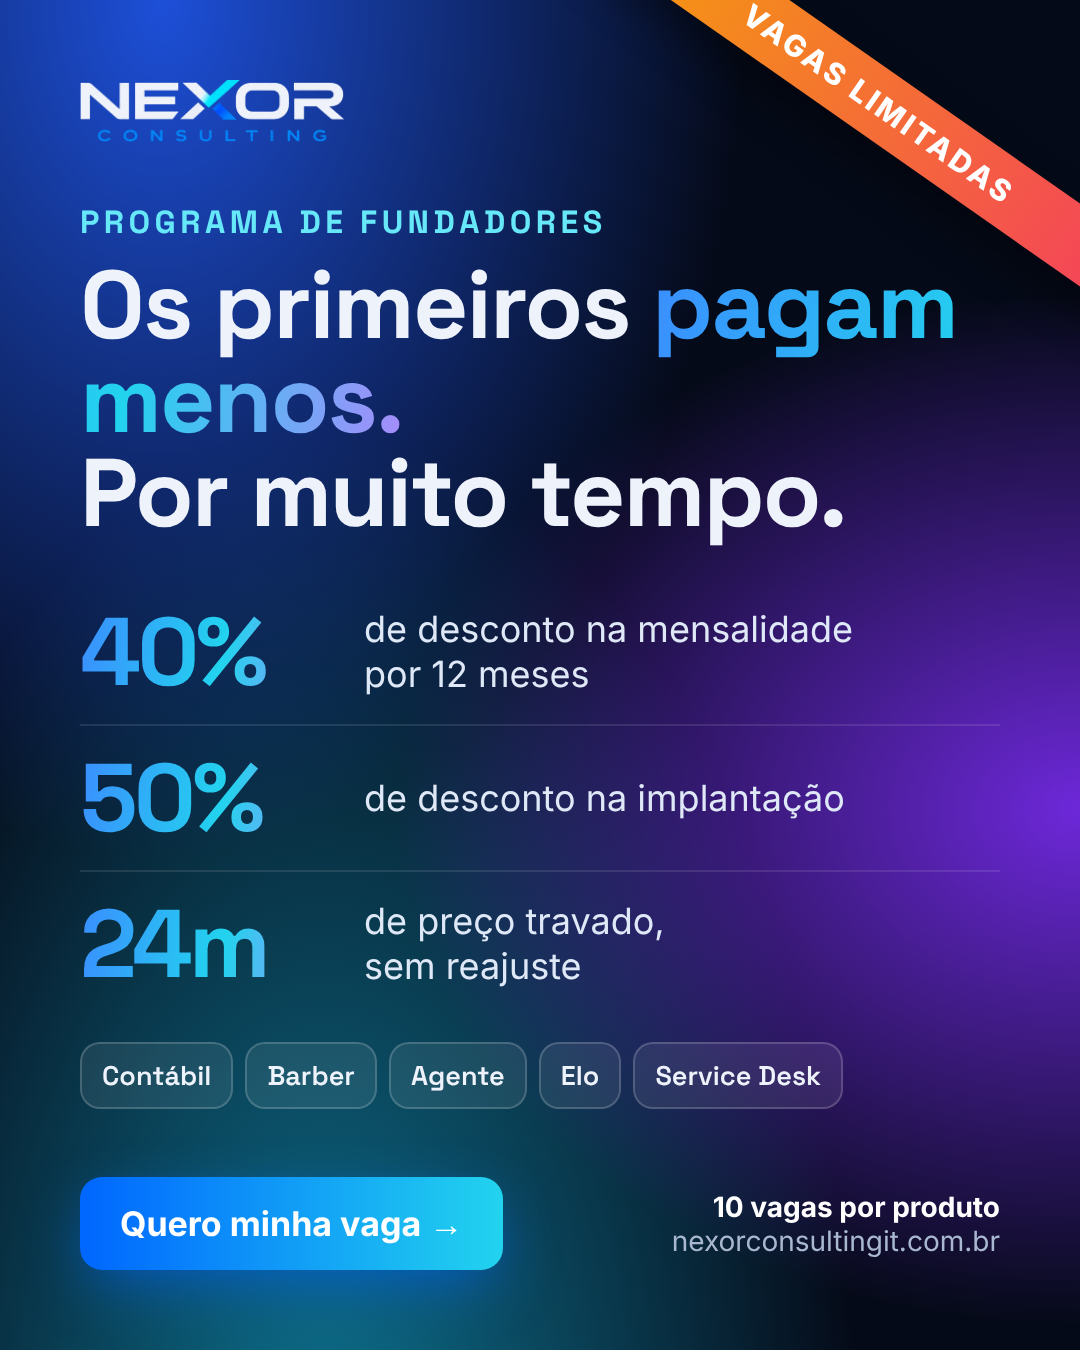 VAGAS LIMITADAS
NEXOR
CONSULTING
PROGRAMA DE FUNDADORES
Os primeiros pagam
menos.
Por muito tempo.
40%
de desconto na mensalidade
por 12 meses
50%
de desconto na implantação
24m
de preço travado,
sem reajuste
Contábil
Barber
Agente
Elo
Service Desk
Quero minha vaga →
10 vagas por produto
nexorconsultingit.com.br